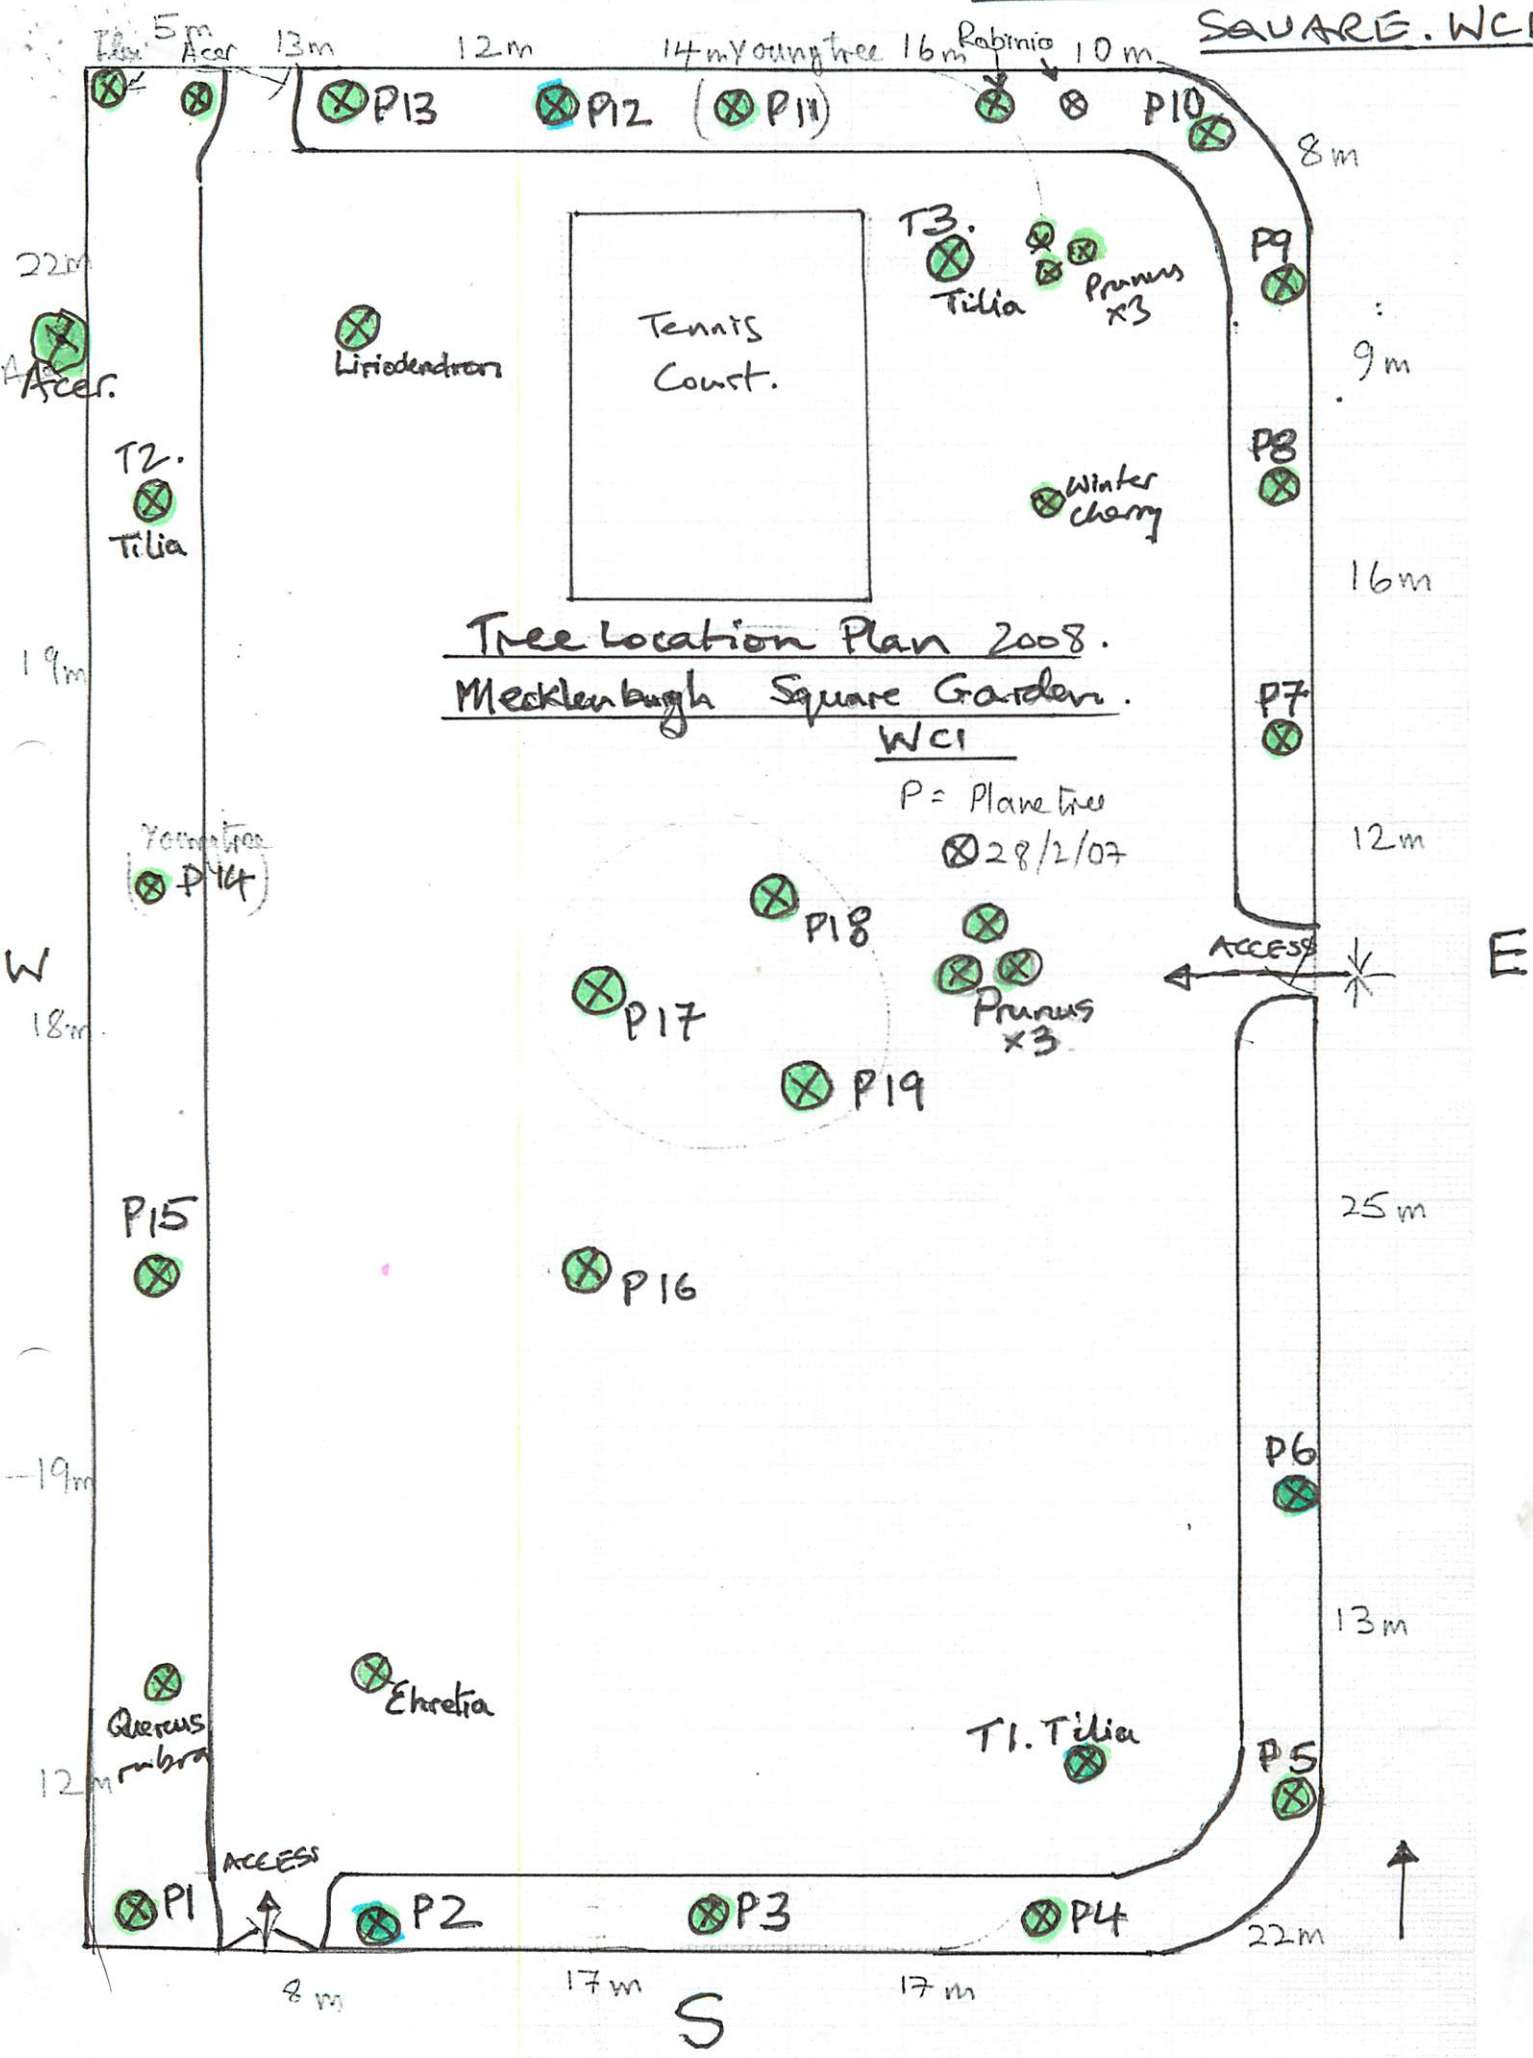 SQUARE. WC1
5m
Ilex
Acer
13m
12m
14m
Young tree
16m
Robinia
10m
P13
P12
(P11)
P10
8m
22m
T3.
Tilia
Prunus
x3
P9
Liriodendron
Tennis
Court.
9m
Acer.
T2.
Tilia
P8
Winter
cherry
16m
Tree Location Plan 2008.
Mecklenburgh Square Garden.
WC1
19m
P7
P = Plane tree
28/2/07
12m
Young tree
(P14)
P18
W
ACCESS
E
P17
Prunus
x3
18m
P19
P15
25m
P16
P6
19m
13m
Quercus
rubra
Ehretia
T1. Tilia
P5
12m
ACCESS
P1
P2
P3
P4
22m
8m
17m
17m
S